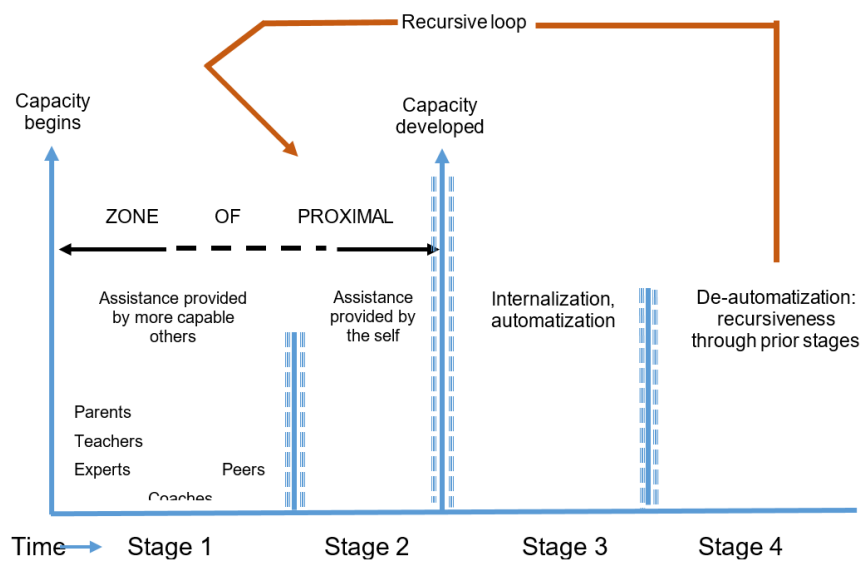 Recursive loop
Capacity
begins
Capacity
developed
ZONE OF PROXIMAL
Assistance provided
by more capable
others
Assistance
provided by
the self
Internalization,
automatization
De-automatization:
recursiveness
through prior stages
Parents
Teachers
Experts Peers
Coaches
Time Stage 1 Stage 2 Stage 3 Stage 4